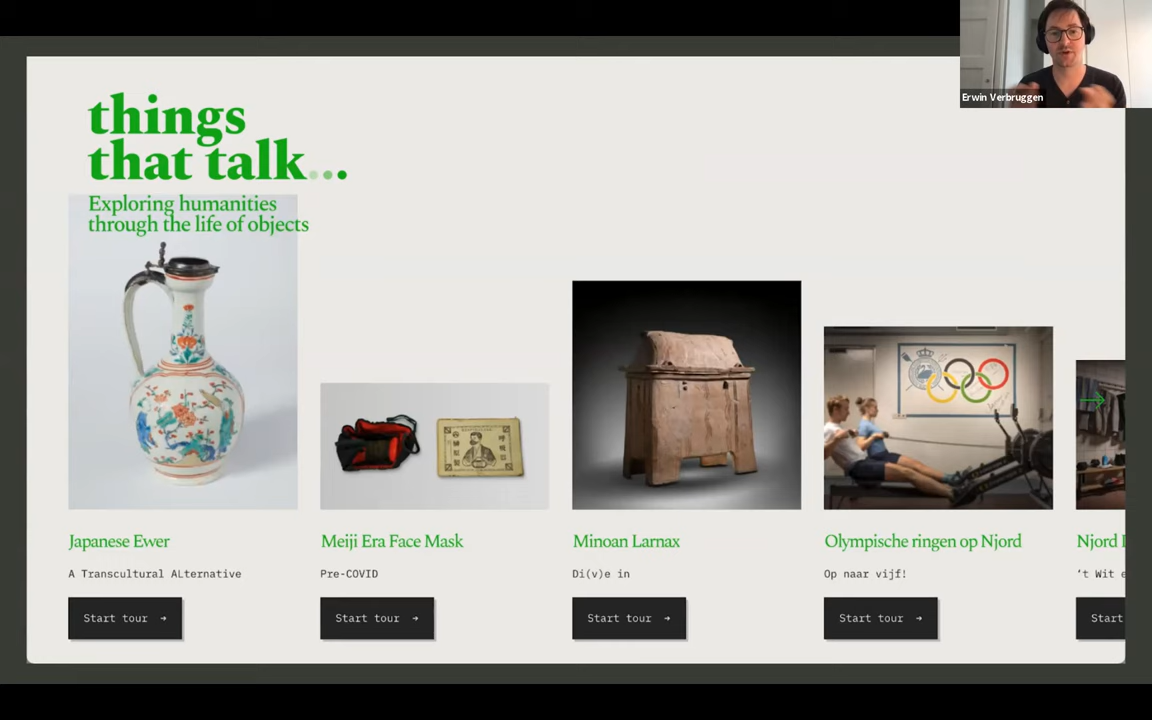 Erwin Verbruggen
things
that talk...
Exploring humanities
through the life of objects
Japanese Ewer
A Transcultural ALternative
Start tour →
Meiji Era Face Mask
Pre-COVID
Start tour →
Minoan Larnax
Di(v)e in
Start tour →
Olympische ringen op Njord
Op naar vijf!
Start tour →
Njord
't Wit e
Start